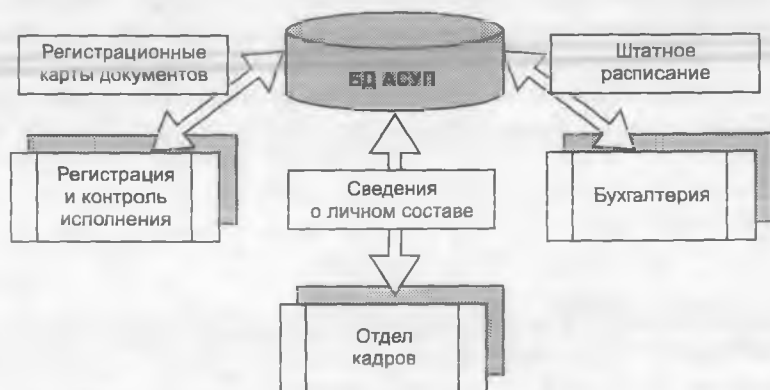 Регистрационные
карты документов
БД АСУП
Штатное
расписание
Регистрация
и контроль
исполнения
Сведения
о личном составе
Бухгалтерия
Отдел
кадров